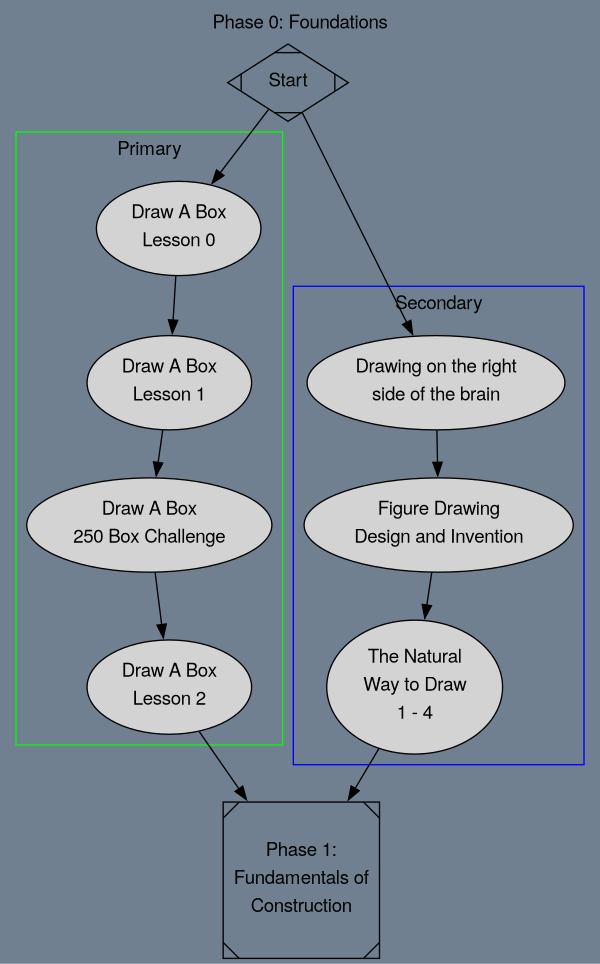 Phase 0: Foundations
Start
Primary
Draw A Box
Lesson 0
Draw A Box
Lesson 1
Draw A Box
250 Box Challenge
Draw A Box
Lesson 2
Secondary
Drawing on the right
side of the brain
Figure Drawing
Design and Invention
The Natural
Way to Draw
1 - 4
Phase 1:
Fundamentals of
Construction